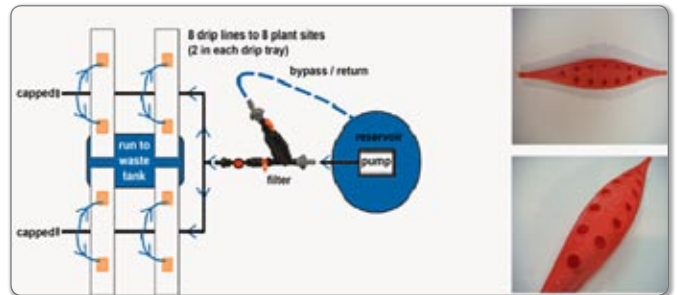 8 drip lines to 8 plant sites
(2 in each drip tray)
bypass / return
capped
reservoir
run to
waste
tank
pump
filter
capped